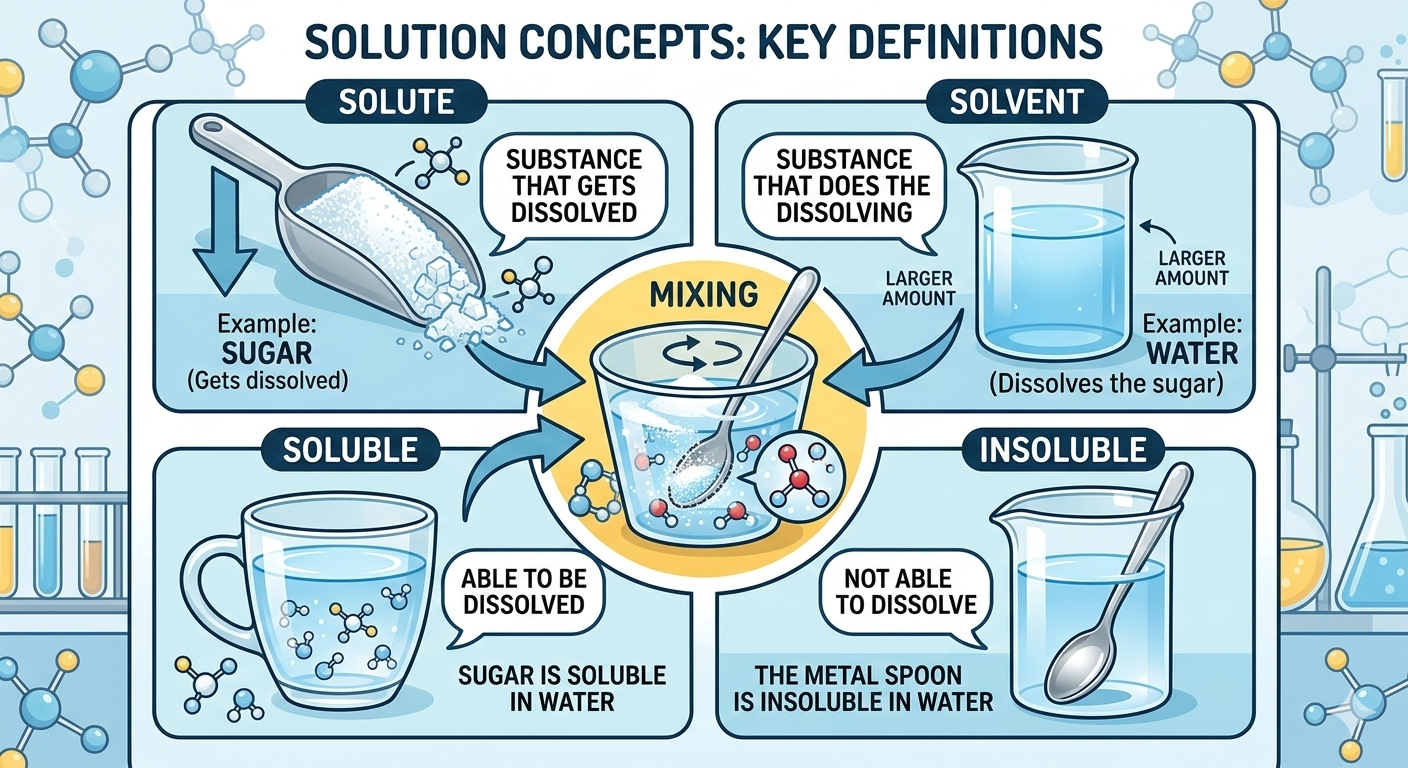 SOLUTION CONCEPTS: KEY DEFINITIONS
SOLUTE
SUBSTANCE
THAT GETS
DISSOLVED
Example:
SUGAR
(Gets dissolved)
SOLVENT
SUBSTANCE
THAT DOES THE
DISSOLVING
LARGER
AMOUNT
LARGER
AMOUNT
Example:
WATER
(Dissolves the sugar)
MIXING
SOLUBLE
ABLE TO BE
DISSOLVED
SUGAR IS SOLUBLE
IN WATER
INSOLUBLE
NOT ABLE
TO DISSOLVE
THE METAL SPOON
IS INSOLUBLE IN WATER